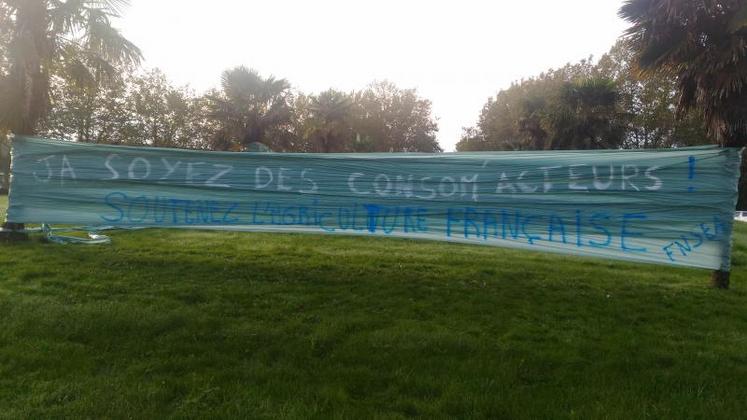 JA SOYEZ DES CONSOM'ACTEURS !
SOUTENEZ L'AGRICULTURE FRANÇAISE
FNSEA